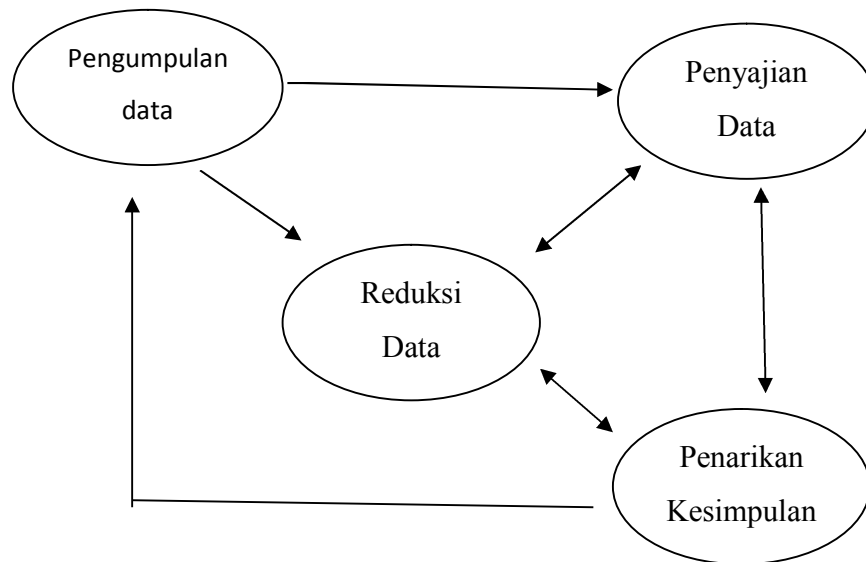 Pengumpulan
data
Penyajian
Data
Reduksi
Data
Penarikan
Kesimpulan